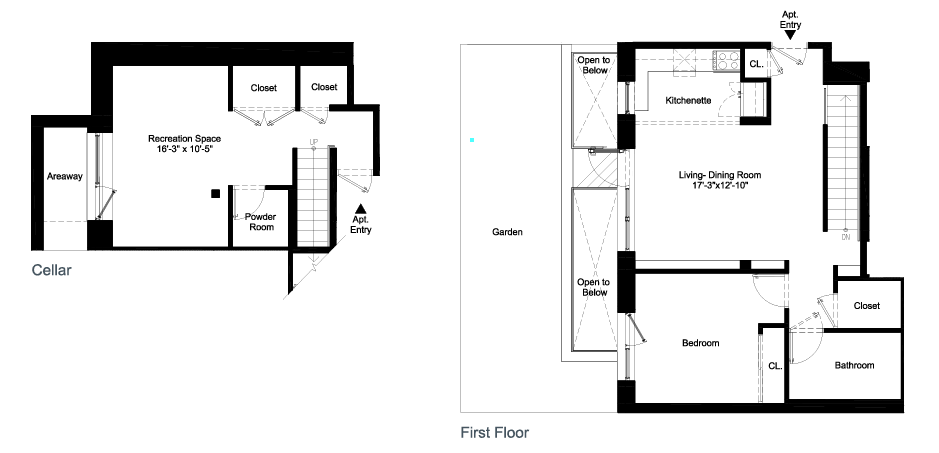 Closet
Closet
Recreation Space
16'-3" x 10'-5"
UP
Areaway
Powder
Room
Apt.
Entry
Cellar
Apt.
Entry
Open to
Below
CL.
Kitchenette
Living- Dining Room
17'-3"x12'-10"
Garden
DN
Open to
Below
Closet
Bedroom
CL.
Bathroom
First Floor